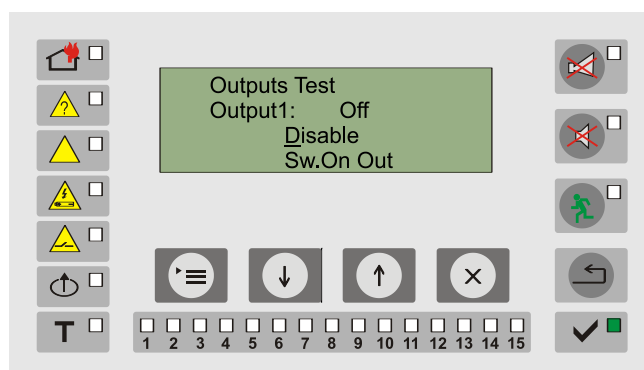 Outputs Test
Output1: Off
Disable
Sw.On Out
?
T
1 2 3 4 5 6 7 8 9 10 11 12 13 14 15